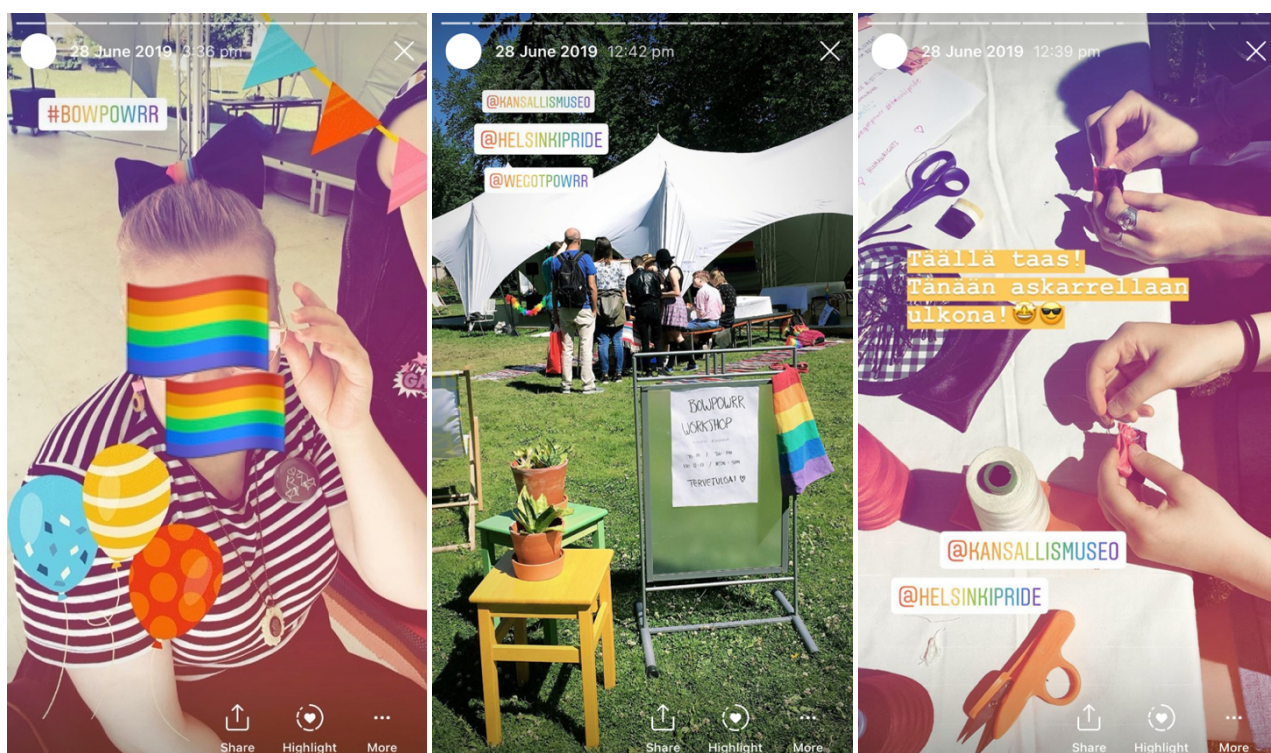 28 June 2019 3:36 pm
#BOWPOWRR
Share Highlight More
28 June 2019 12:42 pm
@KANSALLISMUSEO
@HELSINKIPRIDE
@WEGOTPOWRR
BOWPOWRR
WORKSHOP
TERVETULOA! ♡
Share Highlight More
28 June 2019 12:39 pm
Täällä taas!
Tänään askarrellaan
ulkona!🤩😎
@KANSALLISMUSEO
@HELSINKIPRIDE
Share Highlight More